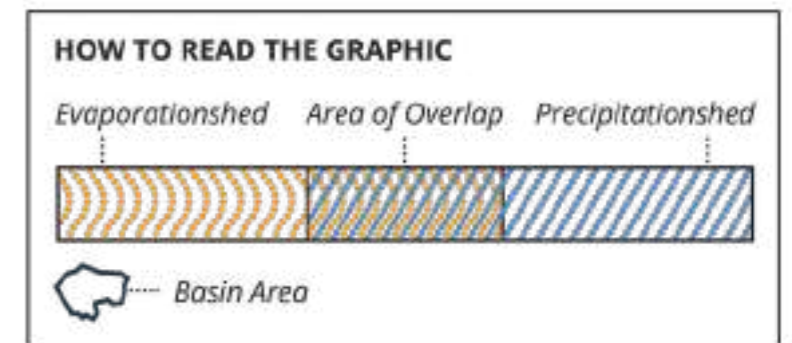 HOW TO READ THE GRAPHIC
Evaporationshed Area of Overlap Precipitationshed
Basin Area